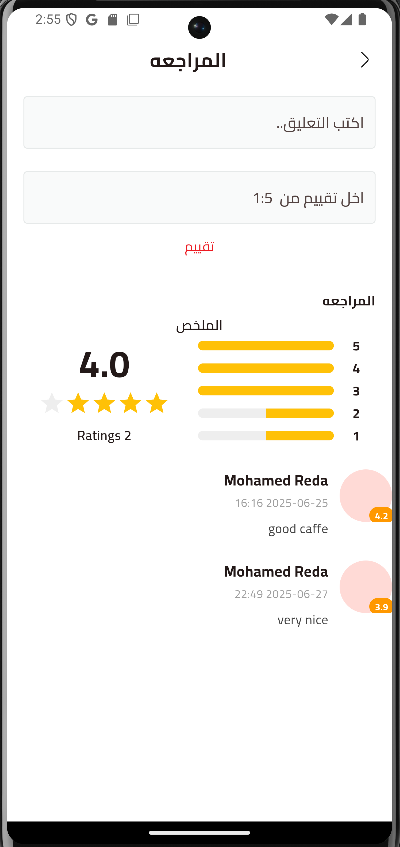 2:55
المراجعه
اكتب التعليق..
اخل تقييم من 1:5
تقييم
المراجعه
الملخص
5
4
3
2
1
4.0
Ratings 2
Mohamed Reda
16:16 2025-06-25
good caffe
4.2
Mohamed Reda
22:49 2025-06-27
very nice
3.9